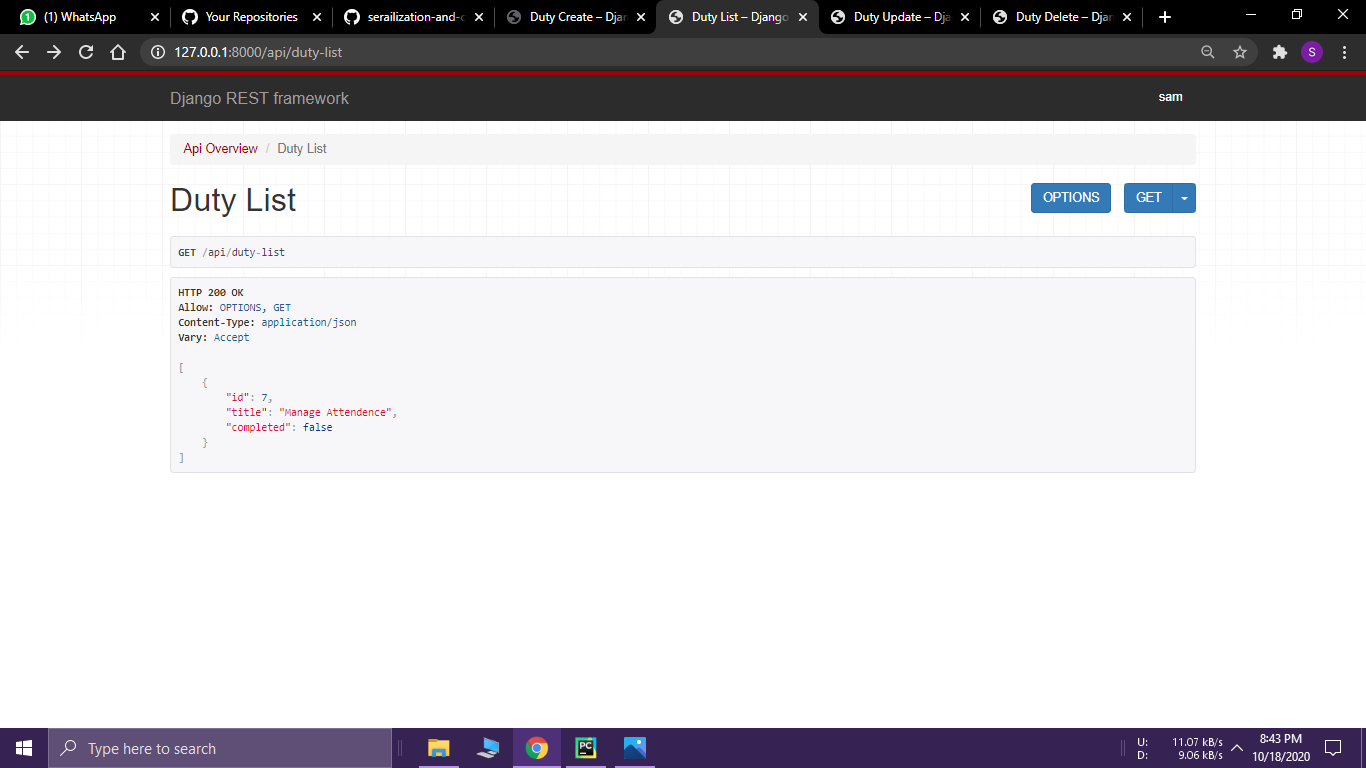 (1) WhatsApp
Your Repositories
serailization-and-c
Duty Create – Djan
Duty List – Django
Duty Update – Dja
Duty Delete – Djan
127.0.0.1:8000/api/duty-list
S
Django REST framework
sam
Api Overview / Duty List
Duty List
OPTIONS
GET
GET /api/duty-list
HTTP 200 OK
Allow: OPTIONS, GET
Content-Type: application/json
Vary: Accept
[
{
"id": 7,
"title": "Manage Attendence",
"completed": false
}
]
Type here to search
PC
U: 11.07 kB/s
D: 9.06 kB/s
8:43 PM
10/18/2020